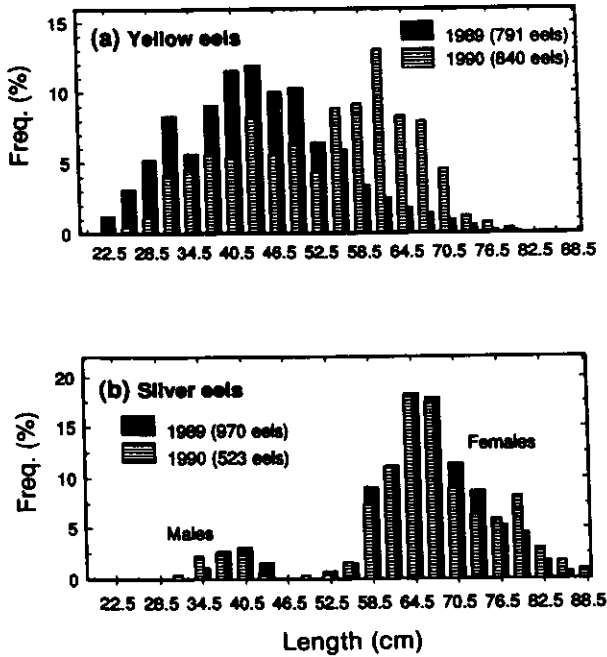 (a) Yellow eels
1989 (791 eels)
1990 (840 eels)
Freq. (%)
15
10
5
0
22.5 28.5 34.5 40.5 46.5 52.5 58.5 64.5 70.5 76.5 82.5 88.5
(b) Silver eels
1989 (970 eels)
1990 (523 eels)
Freq. (%)
20
15
10
5
0
Males
Females
22.5 28.5 34.5 40.5 46.5 52.5 58.5 64.5 70.5 76.5 82.5 88.5
Length (cm)